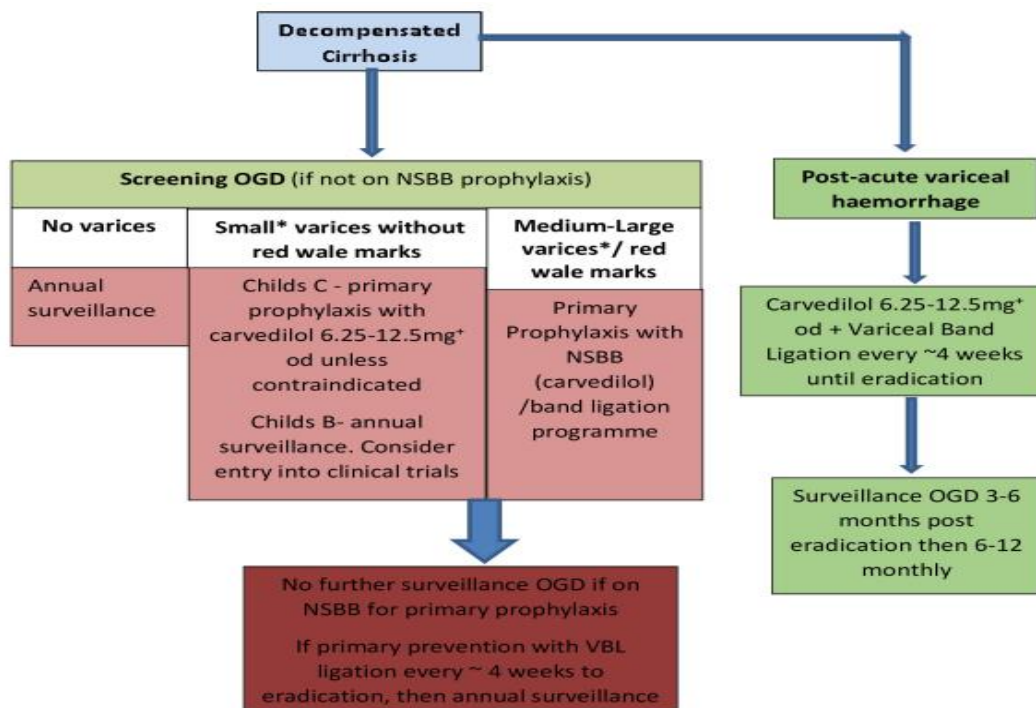 Decompensated
Cirrhosis
Screening OGD (if not on NSBB prophylaxis)
No varices
Small* varices without
red wale marks
Medium-Large
varices*/ red
wale marks
Annual
surveillance
Childs C - primary
prophylaxis with
carvedilol 6.25-12.5mg⁺
od unless
contraindicated
Childs B- annual
surveillance. Consider
entry into clinical trials
Primary
Prophylaxis with
NSBB
(carvedilol)
/band ligation
programme
No further surveillance OGD if on
NSBB for primary prophylaxis
If primary prevention with VBL
ligation every ~ 4 weeks to
eradication, then annual surveillance
Post-acute variceal
haemorrhage
Carvedilol 6.25-12.5mg⁺
od + Variceal Band
Ligation every ~4 weeks
until eradication
Surveillance OGD 3-6
months post
eradication then 6-12
monthly